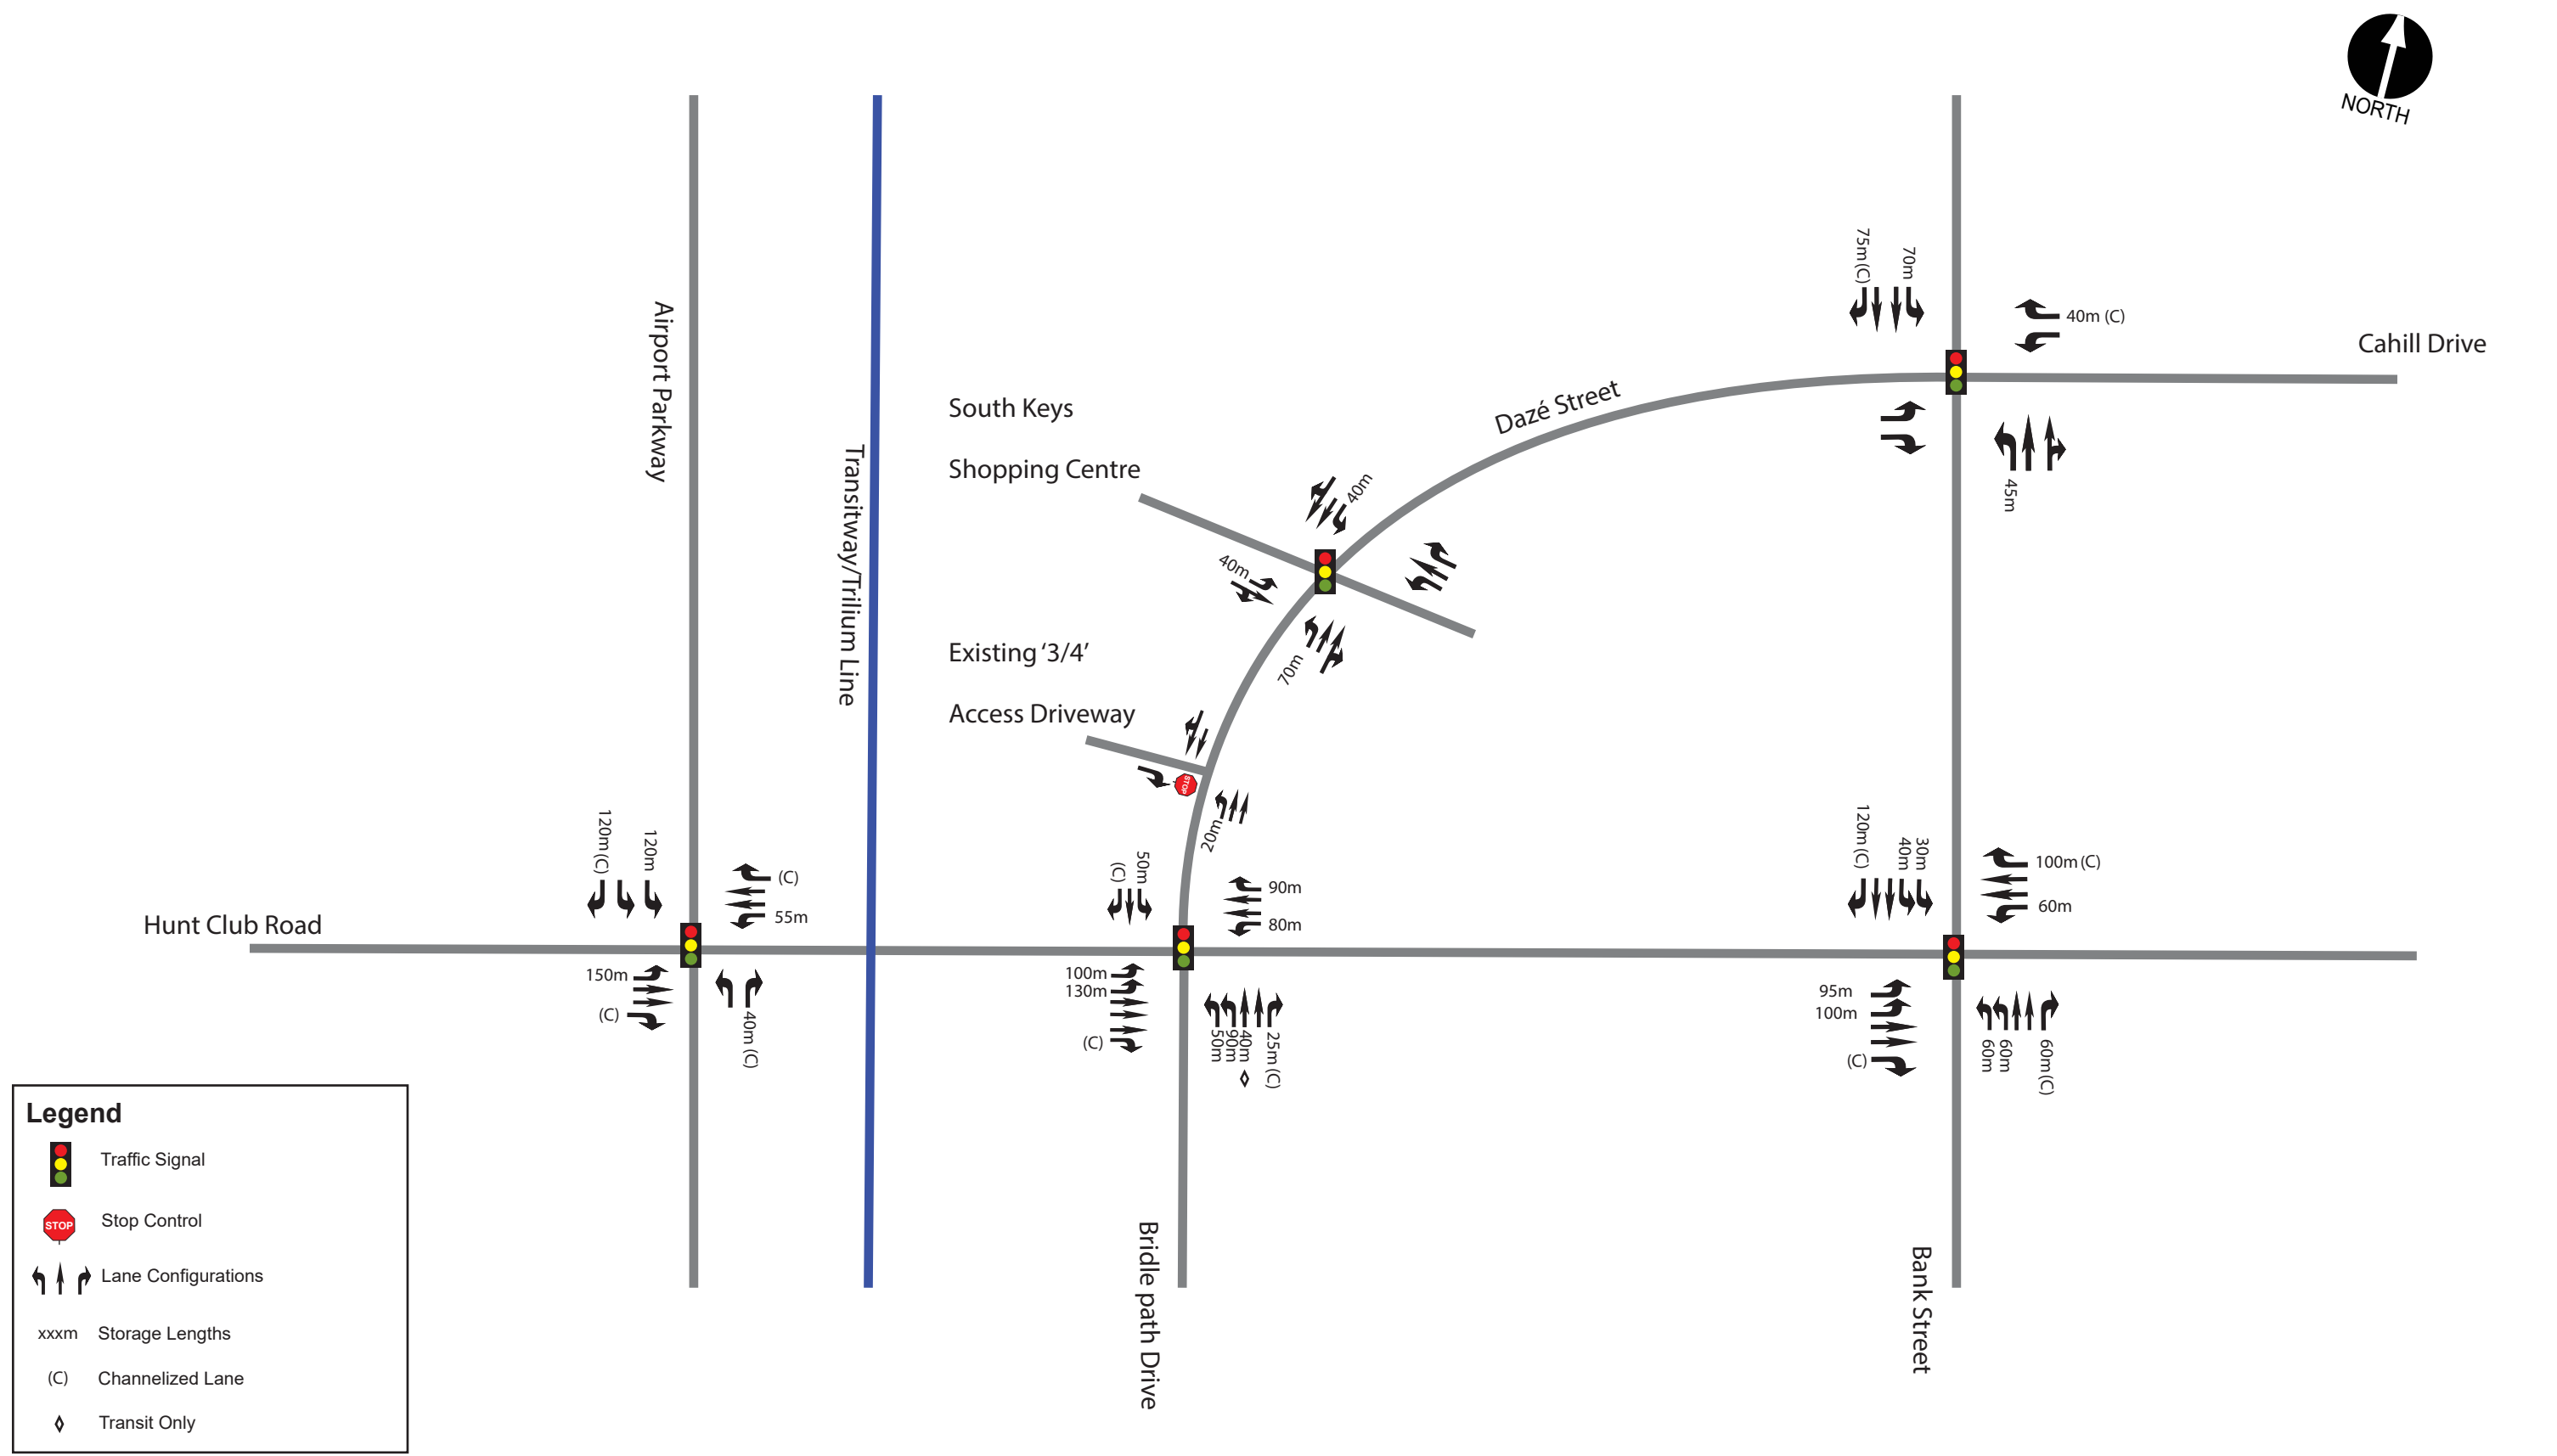 NORTH
75m(C)
70m
40m (C)
Cahill Drive
Airport Parkway
Dazé Street
South Keys
Shopping Centre
Transitway/Trilium Line
45m
40m
40m
70m
Existing ‘3/4’
Access Driveway
STOP
20m
120m(C)
120m
(C)
55m
(C)
50m
90m
80m
120m(C)
40m
30m
100m(C)
60m
Hunt Club Road
150m
(C)
40m (C)
100m
130m
(C)
50m
90m
40m
25m (C)
95m
100m
(C)
60m
60m
60m(C)
Bridle path Drive
Bank Street
Legend
Traffic Signal
STOP
Stop Control
Lane Configurations
xxxm Storage Lengths
(C) Channelized Lane
Transit Only